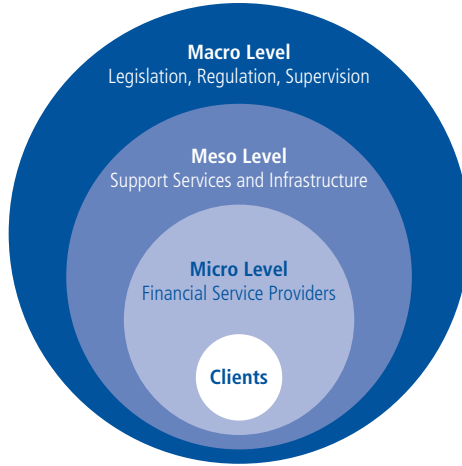 Macro Level
Legislation, Regulation, Supervision
Meso Level
Support Services and Infrastructure
Micro Level
Financial Service Providers
Clients